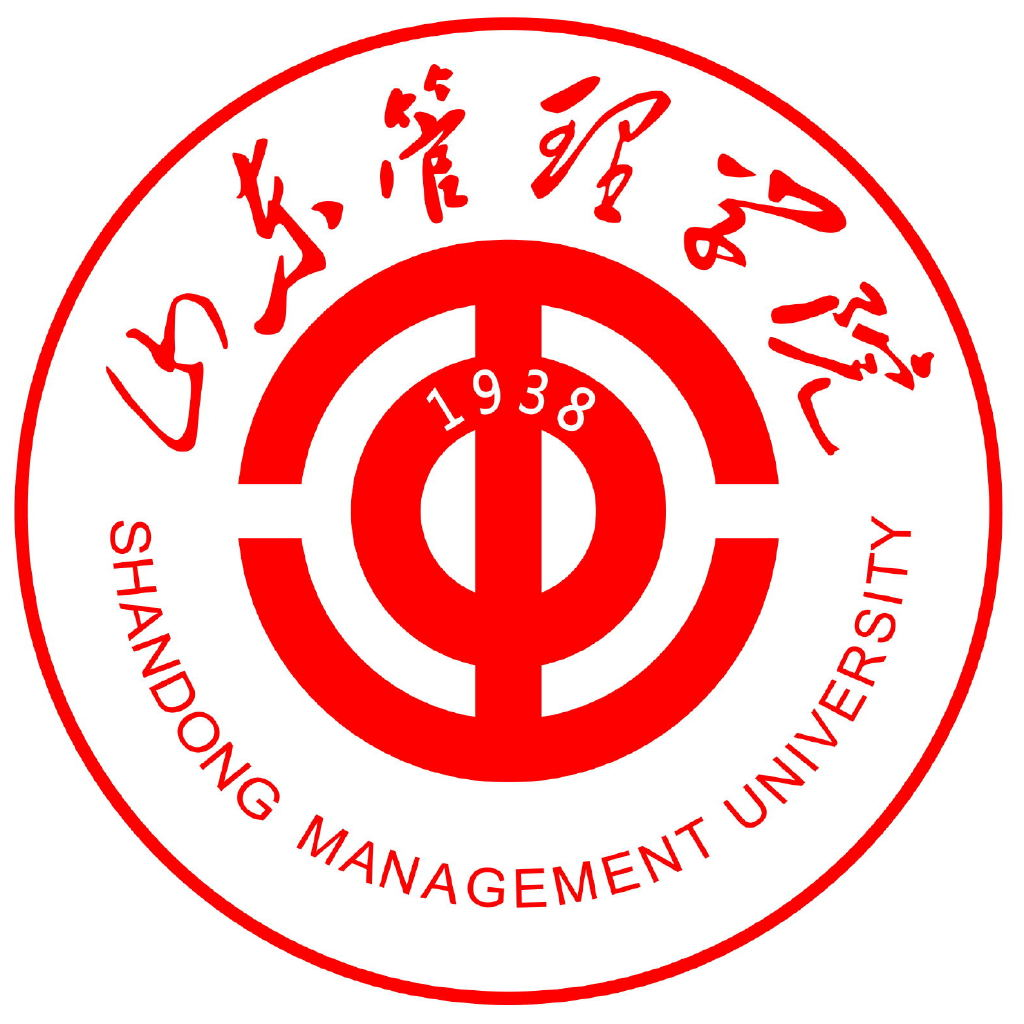 山东管理学院
1938
SHANDONG MANAGEMENT UNIVERSITY